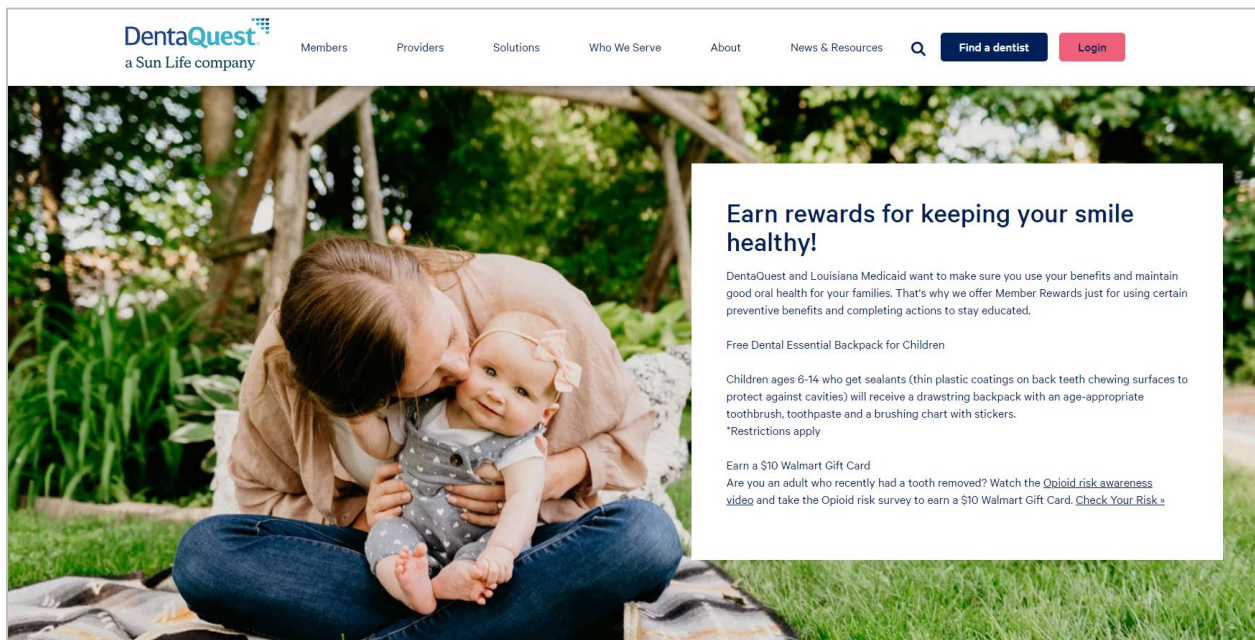 DentaQuest
a Sun Life company
Members
Providers
Solutions
Who We Serve
About
News & Resources
Find a dentist
Login
Earn rewards for keeping your smile
healthy!
DentaQuest and Louisiana Medicaid want to make sure you use your benefits and maintain
good oral health for your families. That's why we offer Member Rewards just for using certain
preventive benefits and completing actions to stay educated.
Free Dental Essential Backpack for Children
Children ages 6-14 who get sealants (thin plastic coatings on back teeth chewing surfaces to
protect against cavities) will receive a drawstring backpack with an age-appropriate
toothbrush, toothpaste and a brushing chart with stickers.
*Restrictions apply
Earn a $10 Walmart Gift Card
Are you an adult who recently had a tooth removed? Watch the Opioid risk awareness
video and take the Opioid risk survey to earn a $10 Walmart Gift Card. Check Your Risk »